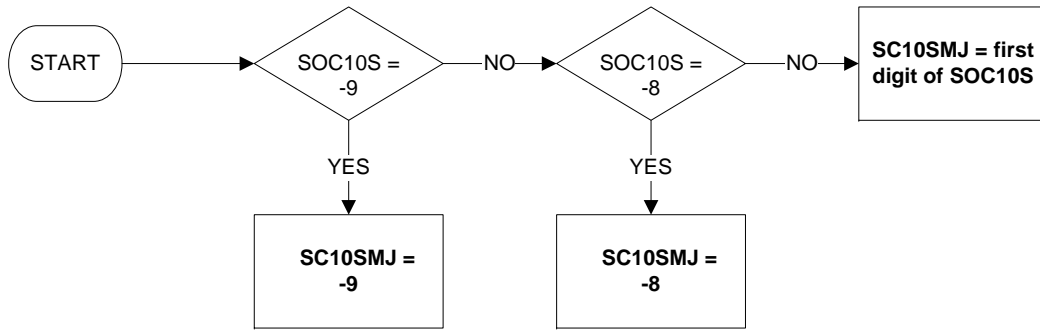 START
SOC10S =
-9
NO
SOC10S =
-8
NO
SC10SMJ = first
digit of SOC10S
YES
YES
SC10SMJ =
-9
SC10SMJ =
-8